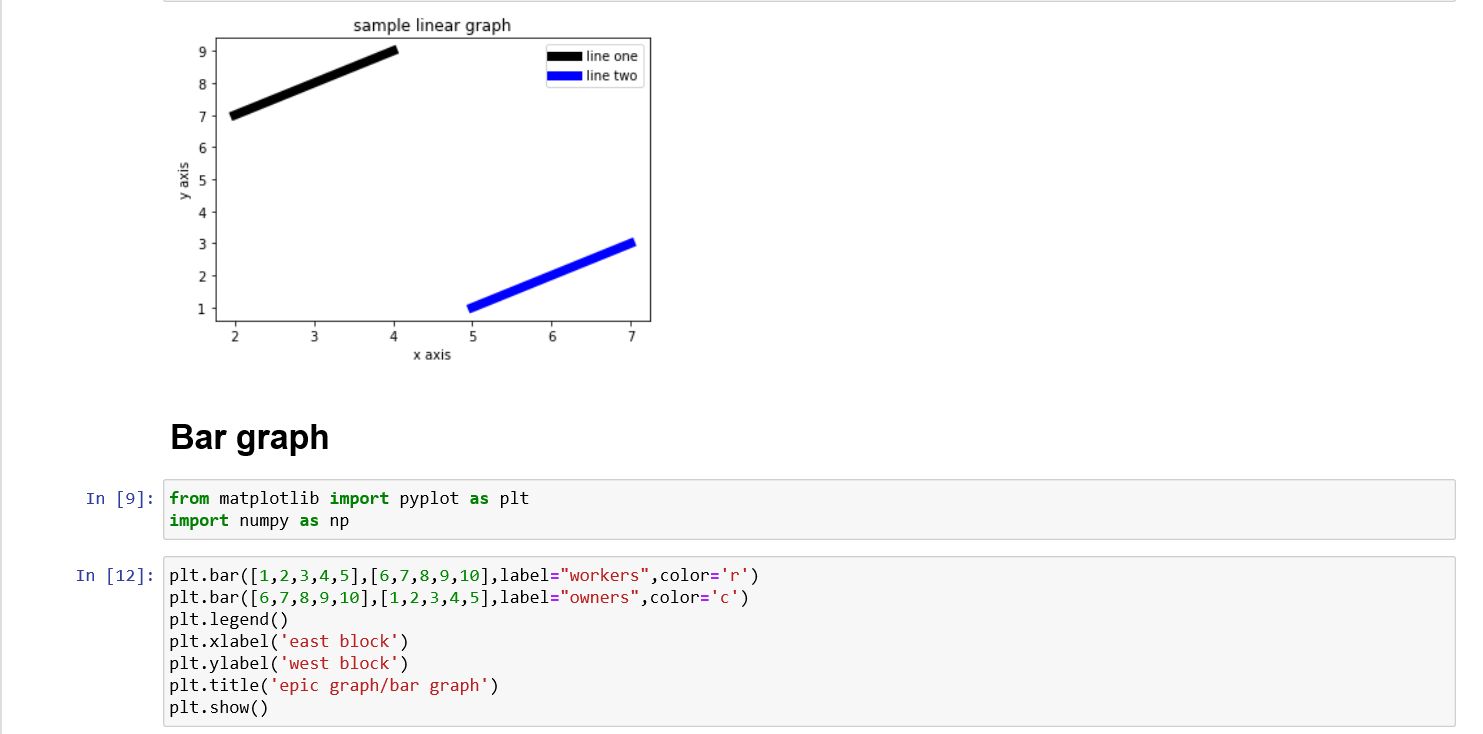 sample linear graph
line one
line two
9
8
7
6
5
4
3
2
1
y axis
2 3 4 5 6 7
x axis
Bar graph
In [9]: from matplotlib import pyplot as plt
import numpy as np
In [12]: plt.bar([1,2,3,4,5],[6,7,8,9,10],label="workers",color='r')
plt.bar([6,7,8,9,10],[1,2,3,4,5],label="owners",color='c')
plt.legend()
plt.xlabel('east block')
plt.ylabel('west block')
plt.title('epic graph/bar graph')
plt.show()